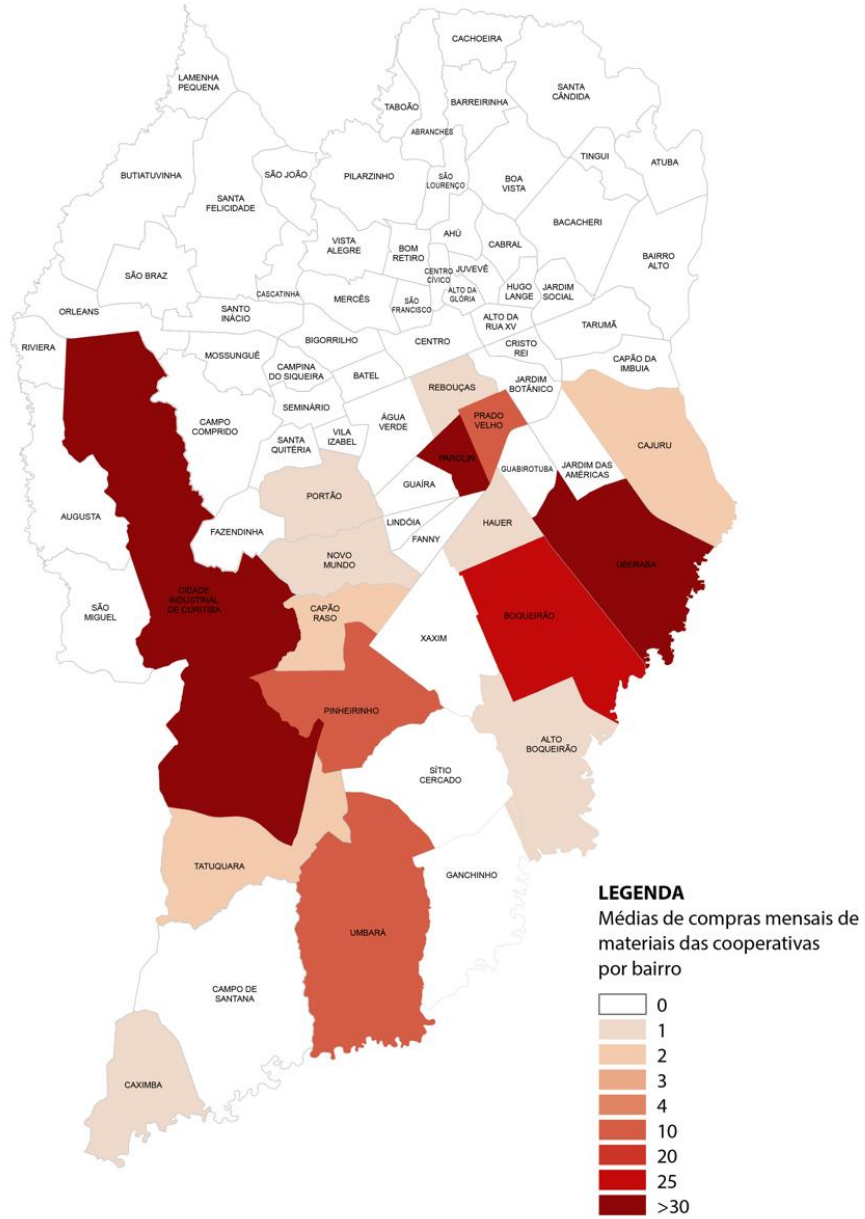 CACHOEIRA
LAMENHA
PEQUENA
SANTA
CÂNDIDA
TABOÃO
BARREIRINHA
ABRANCHES
TINGUI
ATUBA
BUTIATUVINHA
SÃO JOÃO
PILARZINHO
SÃO
LOURENÇO
BOA
VISTA
SANTA
FELICIDADE
BACACHERI
VISTA
ALEGRE
BOM
RETIRO
AHÚ
CABRAL
BAIRRO
ALTO
SÃO BRAZ
CENTRO
CÍVICO
JUVEVÊ
CASCATINHA
MERCÊS
SÃO
FRANCISCO
ALTO DA
GLÓRIA
HUGO
LANGE
JARDIM
SOCIAL
ORLEANS
SANTO
INÁCIO
ALTO DA
RUA XV
TARUMÃ
RIVIERA
MOSSUNGUÊ
BIGORRILHO
CENTRO
CRISTO
REI
CAPÃO DA
IMBUIA
CAMPINA
DO SIQUEIRA
BATEL
REBOUÇAS
JARDIM
BOTÂNICO
SEMINÁRIO
CAMPO
COMPRIDO
ÁGUA
VERDE
PRADO
VELHO
VILA
IZABEL
SANTA
QUITÉRIA
CAJURU
PAROLIN
GUABIROTUBA
JARDIM DAS
AMÉRICAS
GUAÍRA
PORTÃO
AUGUSTA
FAZENDINHA
LINDÓIA
FANNY
HAUER
NOVO
MUNDO
UBERABA
CIDADE
INDUSTRIAL
DE CURITIBA
SÃO
MIGUEL
CAPÃO
RASO
BOQUEIRÃO
XAXIM
PINHEIRINHO
ALTO
BOQUEIRÃO
SÍTIO
CERCADO
TATUQUARA
GANCHINHO
UMBARÁ
CAMPO DE
SANTANA
CAXIMBA
LEGENDA
Médias de compras mensais de
materiais das cooperativas
por bairro
0
1
2
3
4
10
20
25
>30